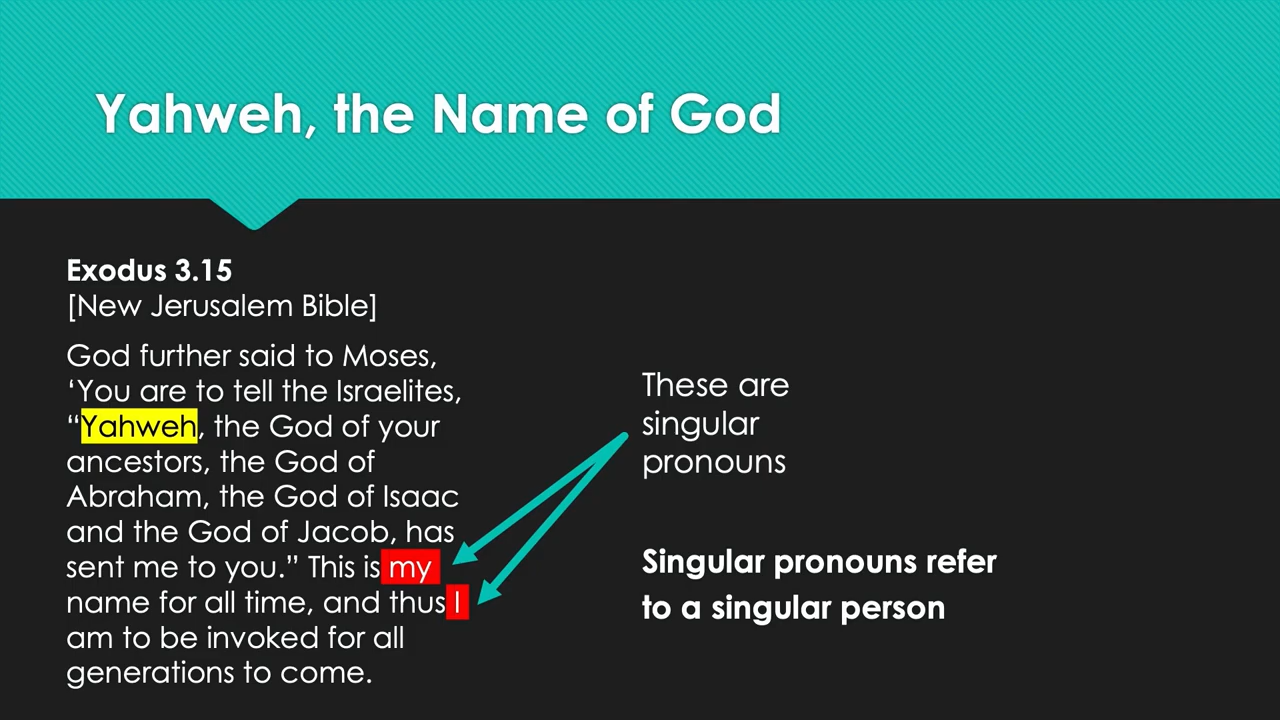 Yahweh, the Name of God
Exodus 3.15
[New Jerusalem Bible]
God further said to Moses,
‘You are to tell the Israelites,
“Yahweh, the God of your
ancestors, the God of
Abraham, the God of Isaac
and the God of Jacob, has
sent me to you.” This is my
name for all time, and thus I
am to be invoked for all
generations to come.
These are
singular
pronouns
Singular pronouns refer
to a singular person